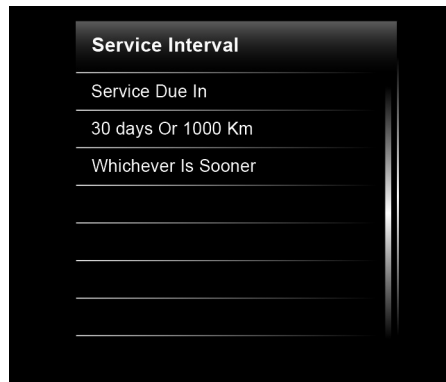 Service Interval
Service Due In
30 days Or 1000 Km
Whichever Is Sooner